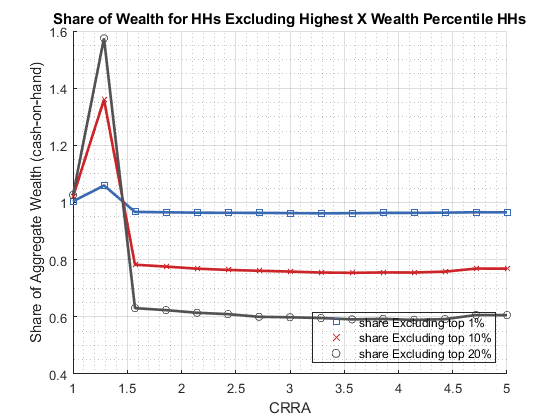 Share of Wealth for HHs Excluding Highest X Wealth Percentile HHs
Share of Aggregate Wealth (cash-on-hand)
1.6
1.4
1.2
1
0.8
0.6
0.4
share Excluding top 1%
share Excluding top 10%
share Excluding top 20%
1 1.5 2 2.5 3 3.5 4 4.5 5
CRRA